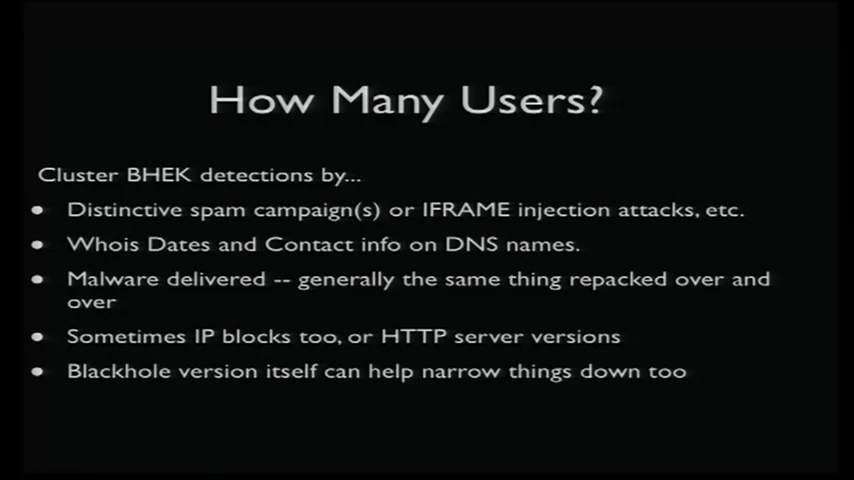 How Many Users?
Cluster BHEK detections by...
• Distinctive spam campaign(s) or IFRAME injection attacks, etc.
• Whois Dates and Contact info on DNS names.
• Malware delivered -- generally the same thing repacked over and
over
• Sometimes IP blocks too, or HTTP server versions
• Blackhole version itself can help narrow things down too